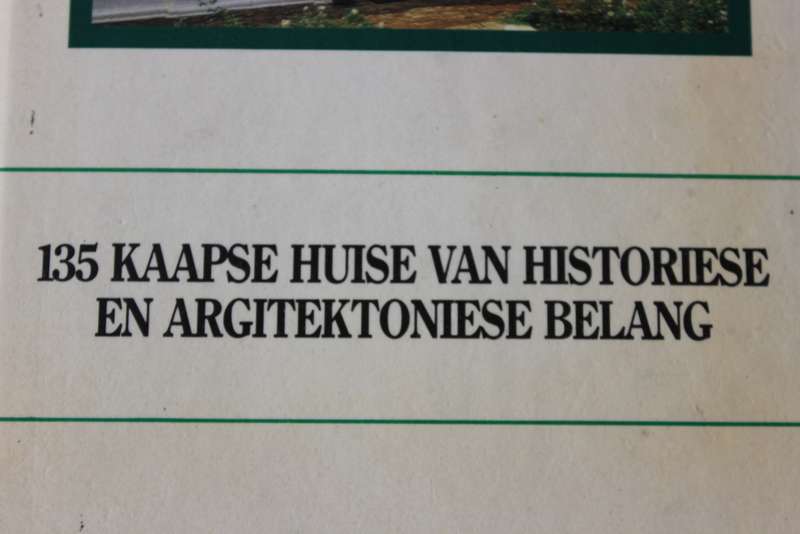 135 KAAPSE HUISE VAN HISTORIESE
EN ARGITEKTONIESE BELANG